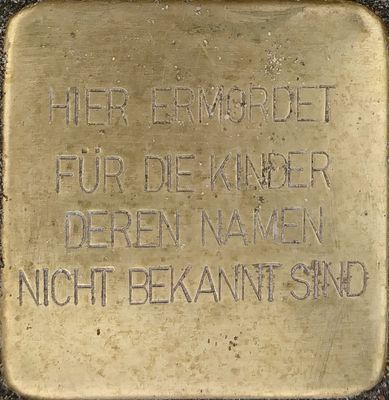 HIER ERMORDET
FÜR DIE KINDER
DEREN NAMEN
NICHT BEKANNT SIND